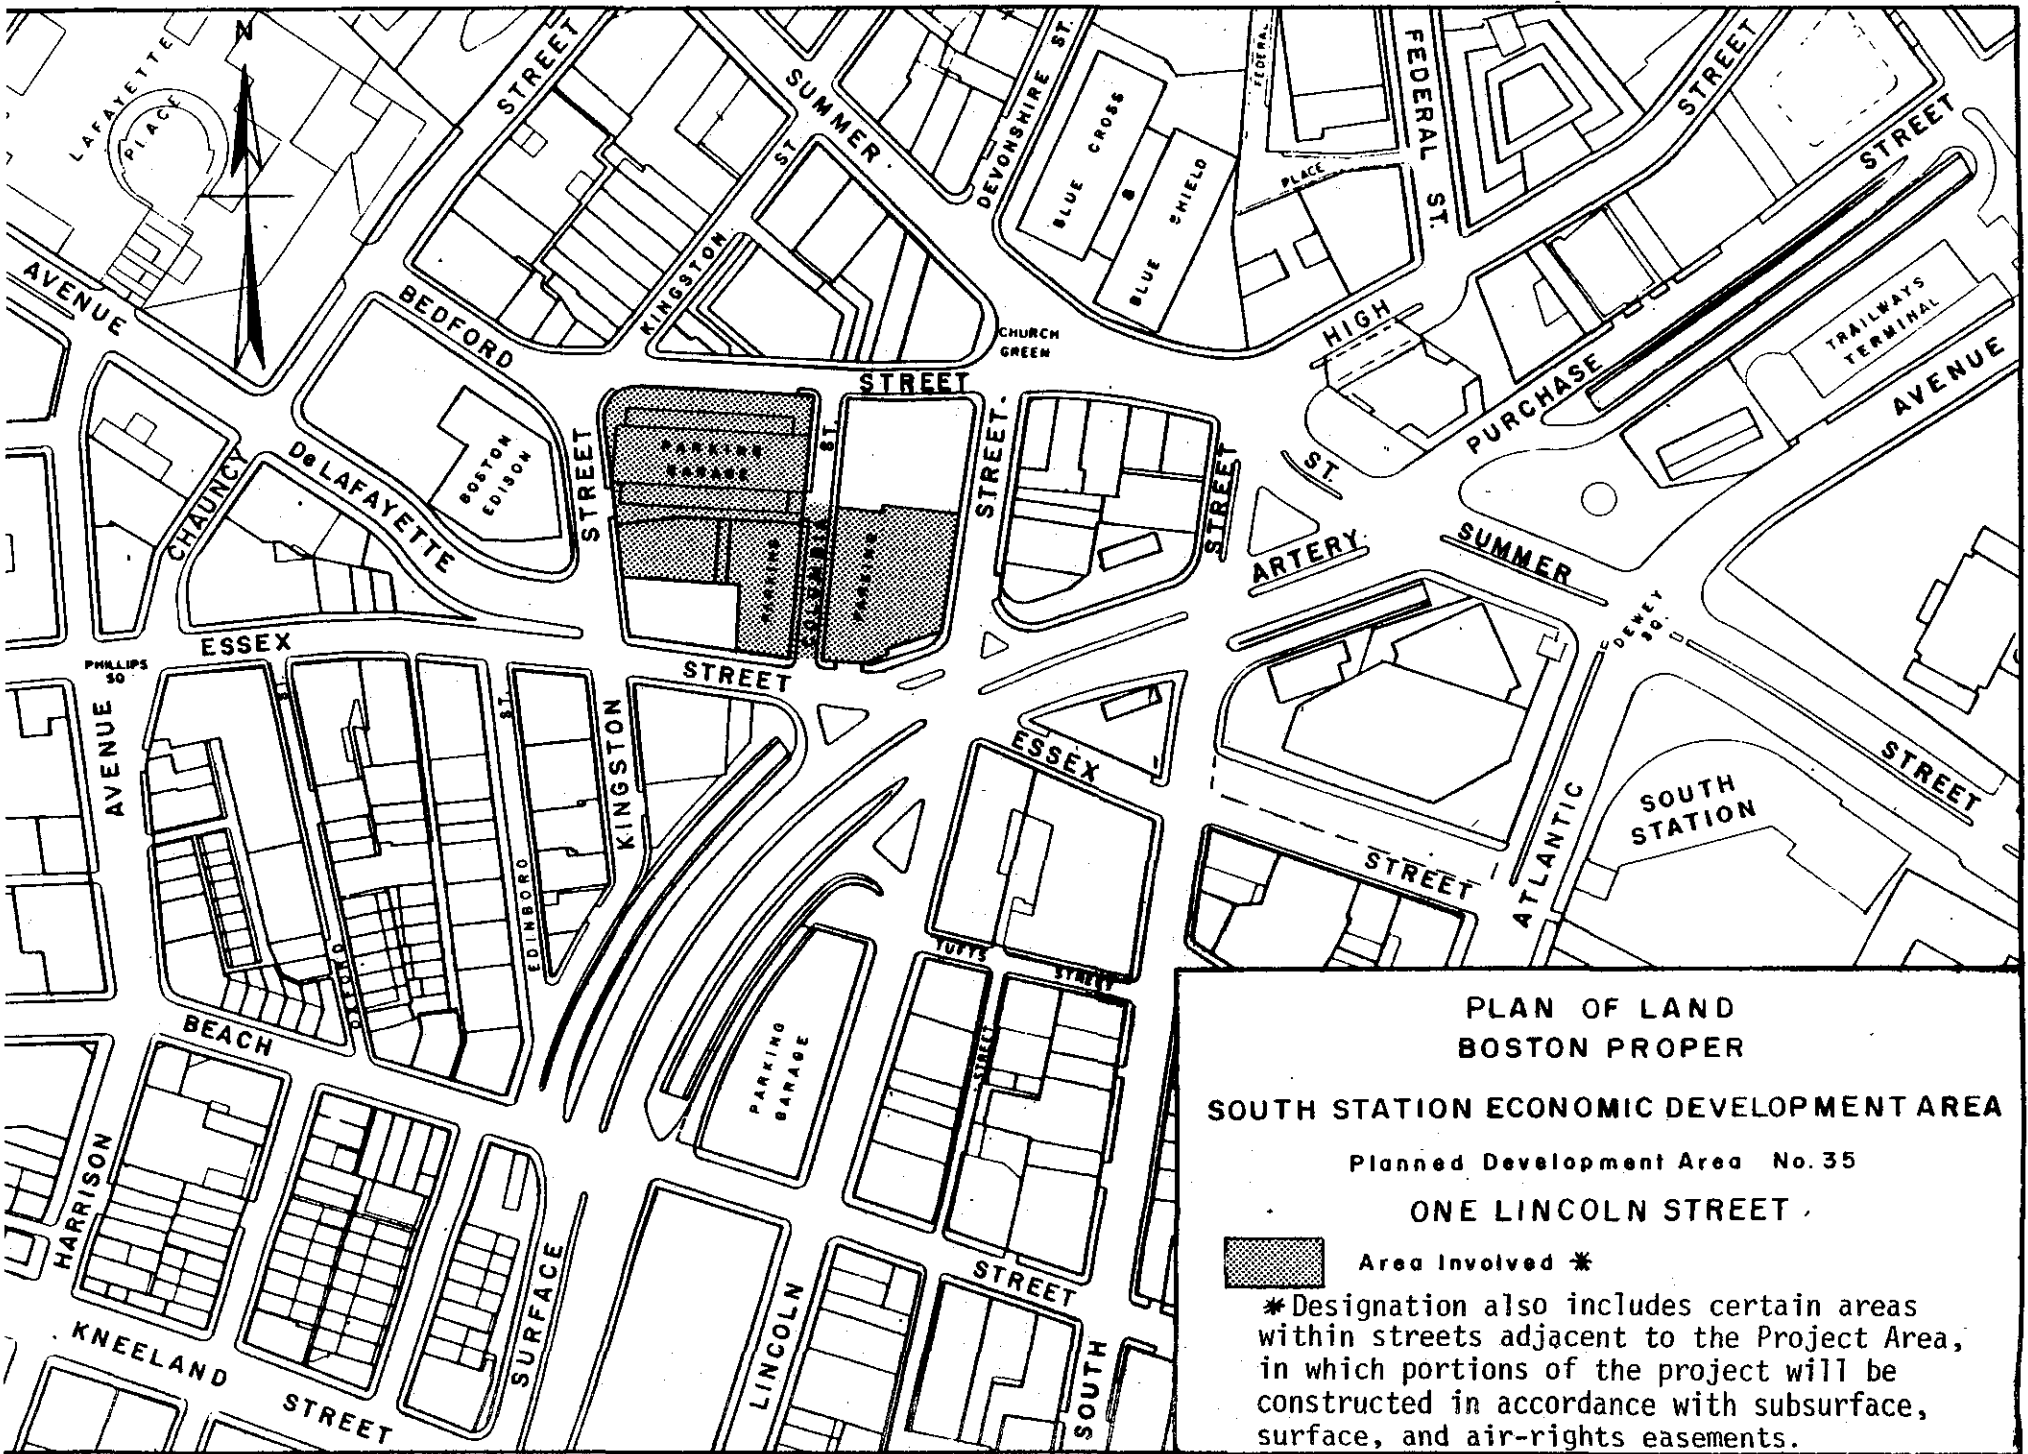 N
LAFAYETTE
PLACE
STREET
SUMMER
DEVONSHIRE ST.
FEDERAL
FEDERAL ST.
STREET
STREET
BLUE CROSS
&
BLUE SHIELD
PLACE
ST
KINGSTON
AVENUE
BEDFORD
CHURCH
GREEN
STREET
HIGH
TRAILWAYS
TERMINAL
PURCHASE
AVENUE
BOSTON
EDISON
STREET
PARKING
GARAGE
ST.
STREET.
STREET
ST.
CHAUNCY
De LAFAYETTE
COLUMBIA
PARKING
PARKING
ARTERY
SUMMER
DEWEY
SQ.
ESSEX
STREET
PHILLIPS
SQ
AVENUE
ST.
KINGSTON
ESSEX
STREET
SOUTH
STATION
ATLANTIC
STREET
EDINBORO
OXFORD
TUFTS
STREET
STREET
BEACH
PARKING
GARAGE
HARRISON
SURFACE
LINCOLN
STREET
SOUTH
KNEELAND
STREET
PLAN OF LAND
BOSTON PROPER
SOUTH STATION ECONOMIC DEVELOPMENT AREA
Planned Development Area No. 35
ONE LINCOLN STREET
Area Involved *
*Designation also includes certain areas
within streets adjacent to the Project Area,
in which portions of the project will be
constructed in accordance with subsurface,
surface, and air-rights easements.